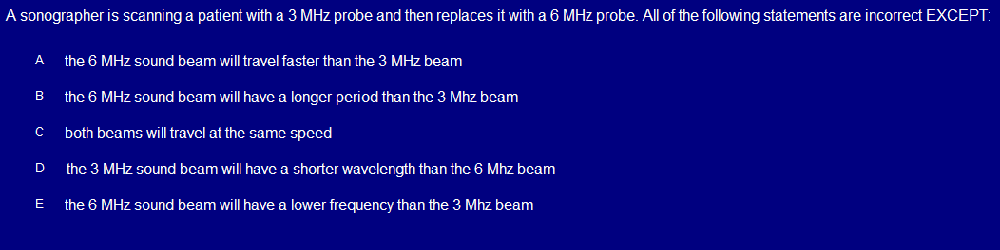 A sonographer is scanning a patient with a 3 MHz probe and then replaces it with a 6 MHz probe. All of the following statements are incorrect EXCEPT:
A the 6 MHz sound beam will travel faster than the 3 MHz beam
B the 6 MHz sound beam will have a longer period than the 3 Mhz beam
C both beams will travel at the same speed
D the 3 MHz sound beam will have a shorter wavelength than the 6 Mhz beam
E the 6 MHz sound beam will have a lower frequency than the 3 Mhz beam